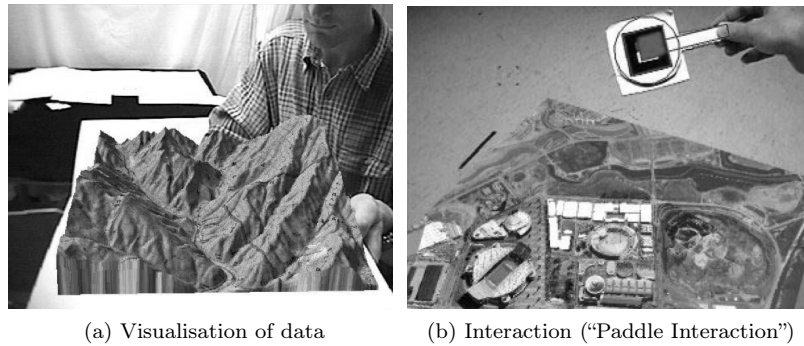 (a) Visualisation of data
(b) Interaction (“Paddle Interaction”)